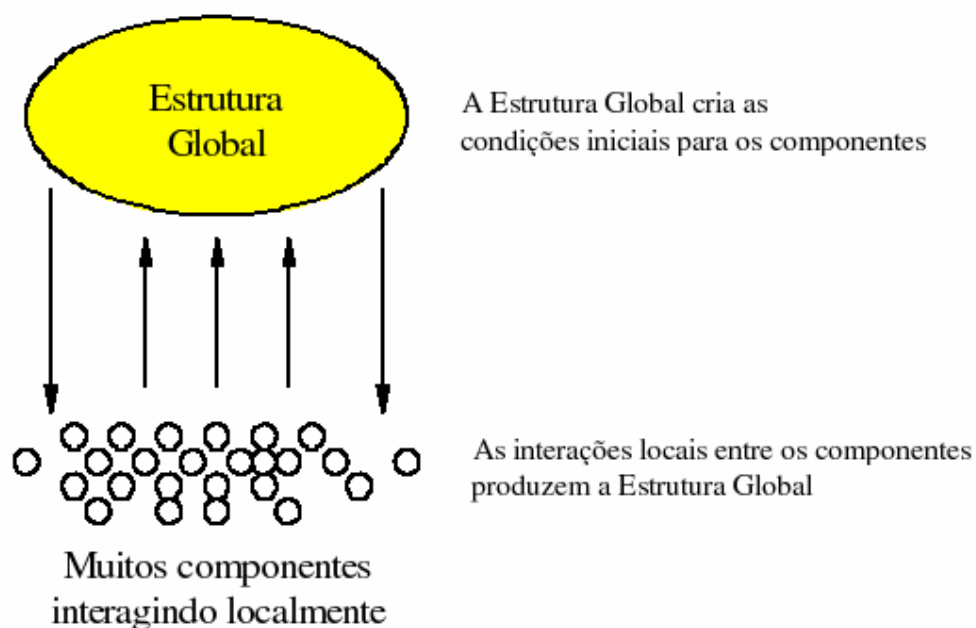 Estrutura
Global
A Estrutura Global cria as
condições iniciais para os componentes
As interações locais entre os componentes
produzem a Estrutura Global
Muitos componentes
interagindo localmente